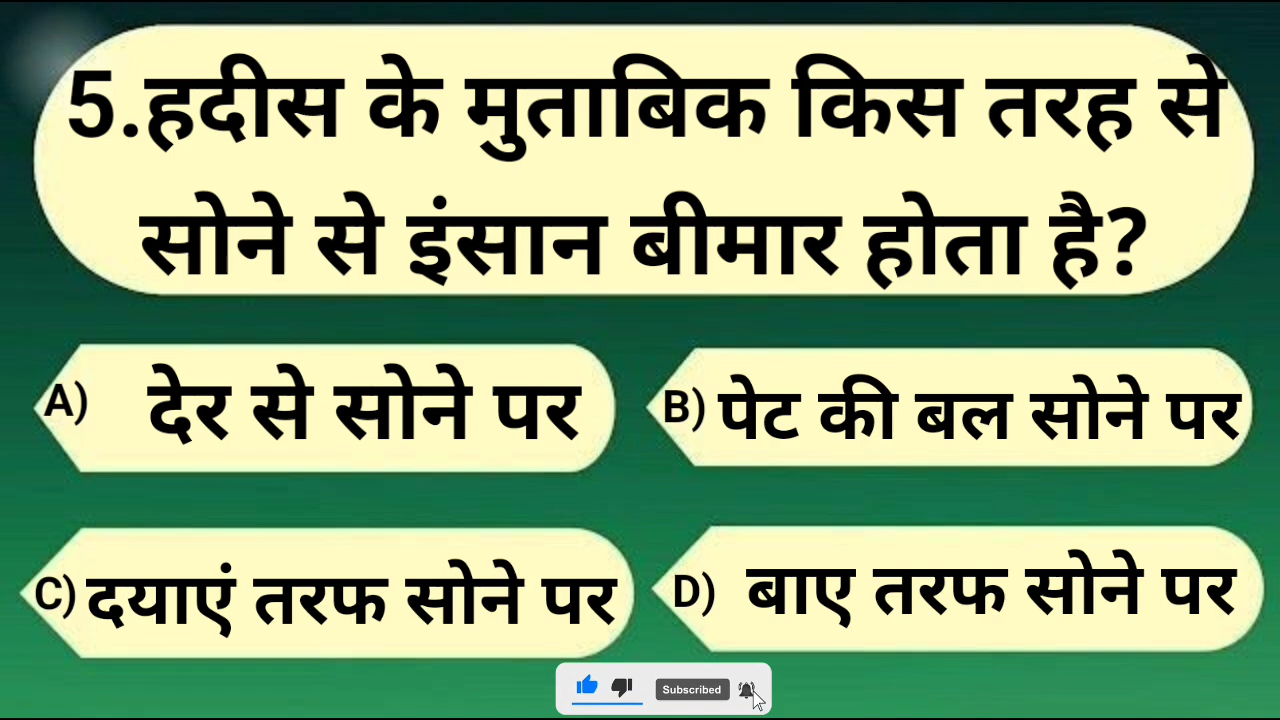 5.हदीस के मुताबिक किस तरह से
सोने से इंसान बीमार होता है?
A) देर से सोने पर
B) पेट की बल सोने पर
C) दयाएं तरफ सोने पर
D) बाए तरफ सोने पर
Subscribed